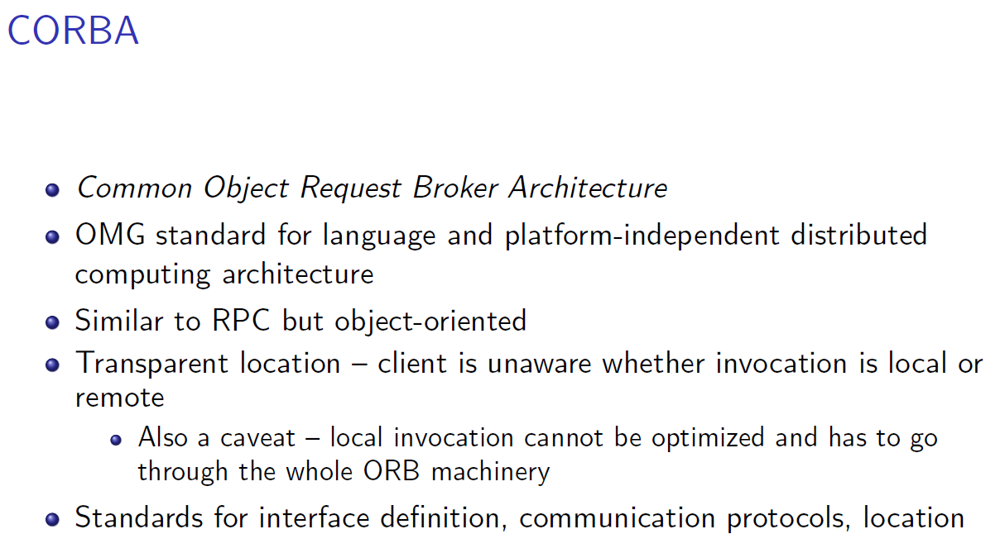 CORBA
Common Object Request Broker Architecture
OMG standard for language and platform-independent distributed
computing architecture
Similar to RPC but object-oriented
Transparent location – client is unaware whether invocation is local or
remote
Also a caveat – local invocation cannot be optimized and has to go
through the whole ORB machinery
Standards for interface definition, communication protocols, location